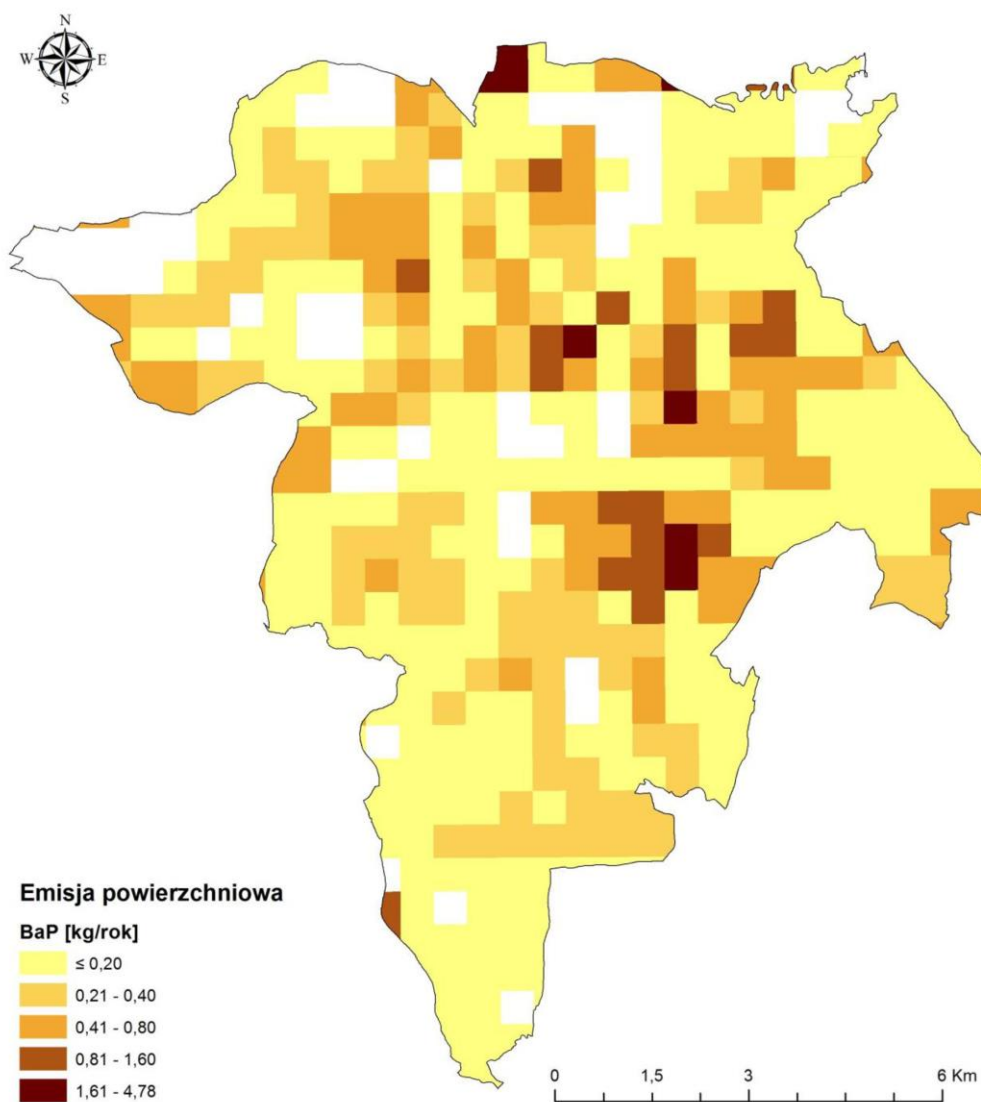 N
W E
S
Emisja powierzchniowa
BaP [kg/rok]
≤ 0,20
0,21 - 0,40
0,41 - 0,80
0,81 - 1,60
1,61 - 4,78
0 1,5 3 6 Km